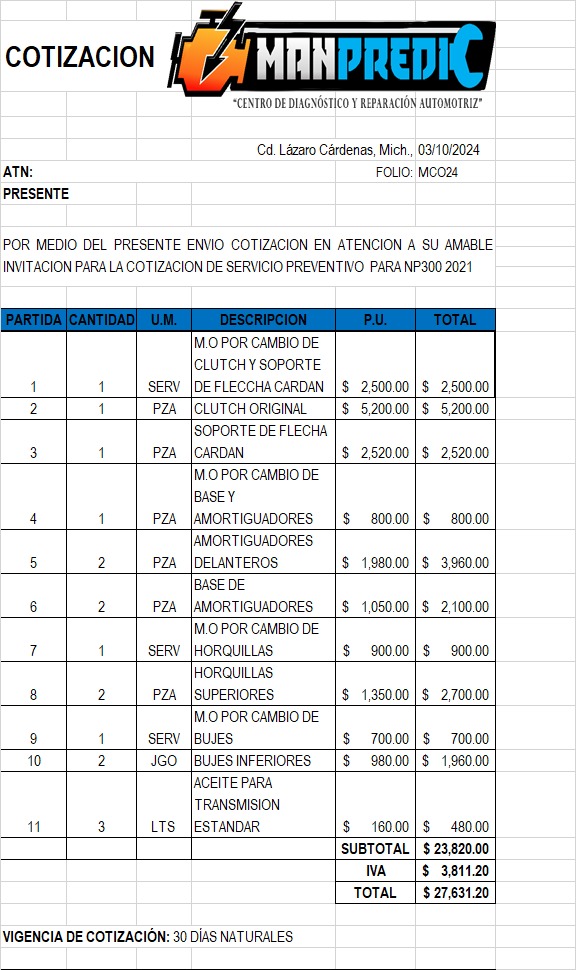 COTIZACION
MANPREDIC
“CENTRO DE DIAGNÓSTICO Y REPARACIÓN AUTOMOTRIZ”
Cd. Lázaro Cárdenas, Mich., 03/10/2024
ATN: FOLIO: MCO24
PRESENTE
POR MEDIO DEL PRESENTE ENVIO COTIZACION EN ATENCION A SU AMABLE
INVITACION PARA LA COTIZACION DE SERVICIO PREVENTIVO PARA NP300 2021
PARTIDA CANTIDAD U.M. DESCRIPCION P.U. TOTAL
M.O POR CAMBIO DE
CLUTCH Y SOPORTE
1 1 SERV DE FLECCHA CARDAN $ 2,500.00 $ 2,500.00
2 1 PZA CLUTCH ORIGINAL $ 5,200.00 $ 5,200.00
SOPORTE DE FLECHA
3 1 PZA CARDAN $ 2,520.00 $ 2,520.00
M.O POR CAMBIO DE
BASE Y
4 1 PZA AMORTIGUADORES $ 800.00 $ 800.00
AMORTIGUADORES
5 2 PZA DELANTEROS $ 1,980.00 $ 3,960.00
BASE DE
6 2 PZA AMORTIGUADORES $ 1,050.00 $ 2,100.00
M.O POR CAMBIO DE
7 1 SERV HORQUILLAS $ 900.00 $ 900.00
HORQUILLAS
8 2 PZA SUPERIORES $ 1,350.00 $ 2,700.00
M.O POR CAMBIO DE
9 1 SERV BUJES $ 700.00 $ 700.00
10 2 JGO BUJES INFERIORES $ 980.00 $ 1,960.00
ACEITE PARA
TRANSMISION
11 3 LTS ESTANDAR $ 160.00 $ 480.00
SUBTOTAL $ 23,820.00
IVA $ 3,811.20
TOTAL $ 27,631.20
VIGENCIA DE COTIZACIÓN: 30 DÍAS NATURALES